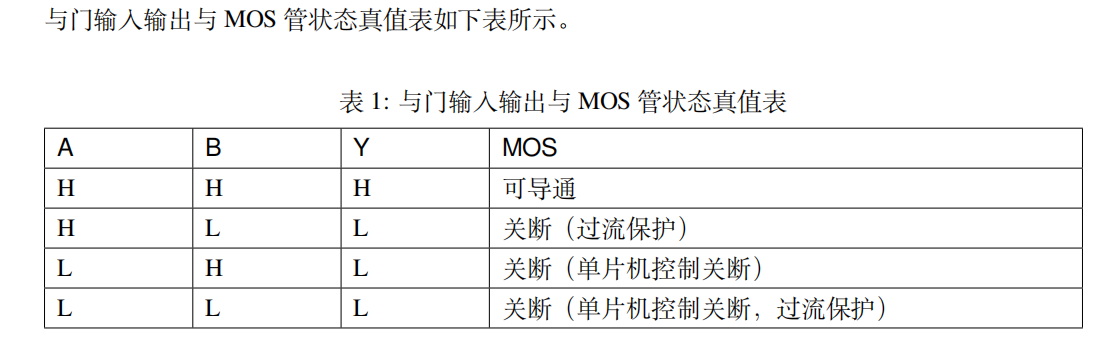 与门输入输出与 MOS 管状态真值表如下表所示。
表 1: 与门输入输出与 MOS 管状态真值表
A B Y MOS
H H H 可导通
H L L 关断（过流保护）
L H L 关断（单片机控制关断）
L L L 关断（单片机控制关断，过流保护）